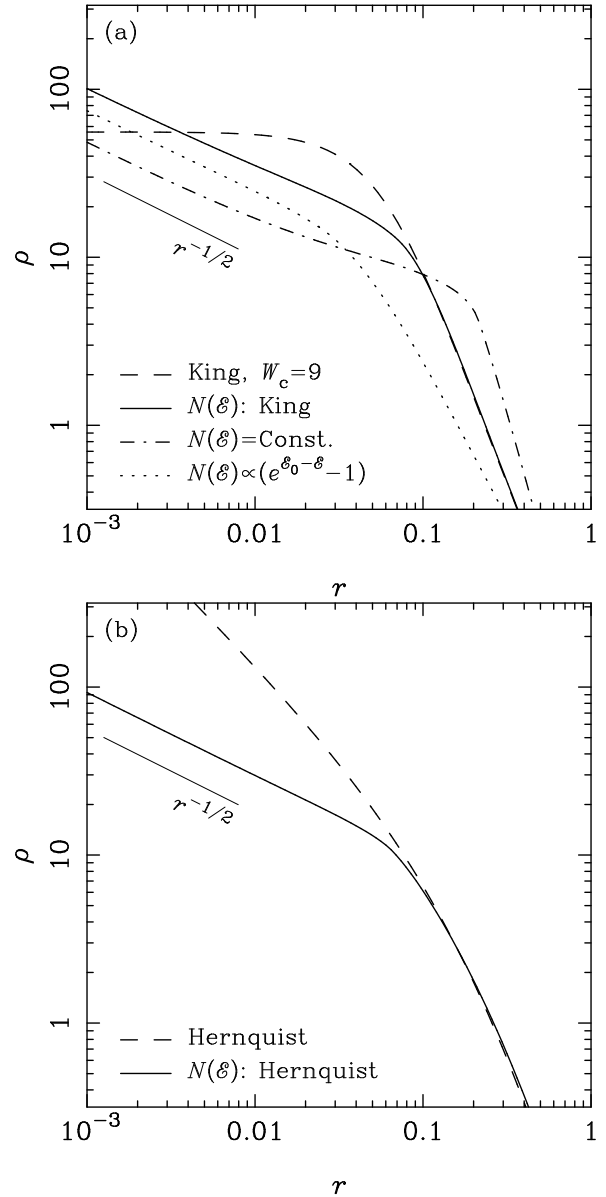 (a)
100
10
1
ρ
r^{-1/2}
King, W_c=9
N(ℰ): King
N(ℰ)=Const.
N(ℰ)∝(e^{ℰ_0−ℰ}−1)
10^{-3} 0.01 0.1 1
r
(b)
100
10
1
ρ
r^{-1/2}
Hernquist
N(ℰ): Hernquist
10^{-3} 0.01 0.1 1
r